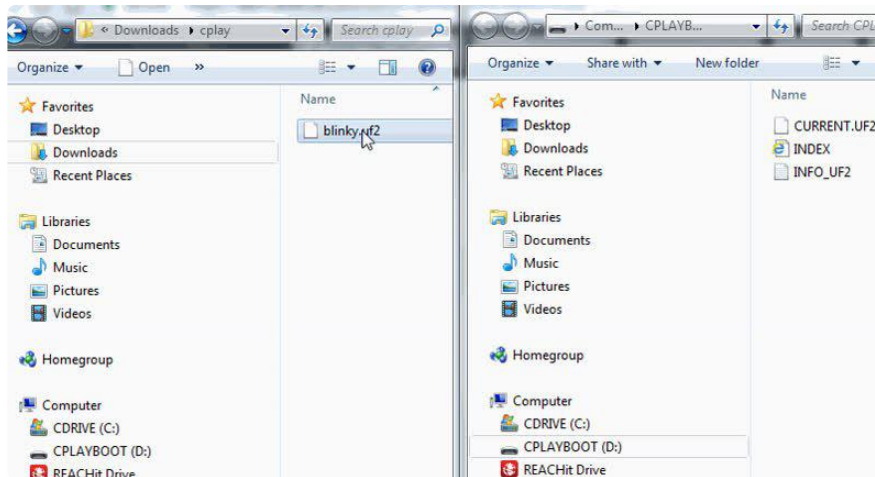 « Downloads › cplay
Search cplay
Organize
Open
»
Favorites
Desktop
Downloads
Recent Places
Libraries
Documents
Music
Pictures
Videos
Homegroup
Computer
CDRIVE (C:)
CPLAYBOOT (D:)
REACHit Drive
Name
blinky.uf2
Com... › CPLAYB...
Search CPL
Organize
Share with
New folder
Favorites
Desktop
Downloads
Recent Places
Libraries
Documents
Music
Pictures
Videos
Homegroup
Computer
CDRIVE (C:)
CPLAYBOOT (D:)
REACHit Drive
Name
CURRENT.UF2
INDEX
INFO_UF2